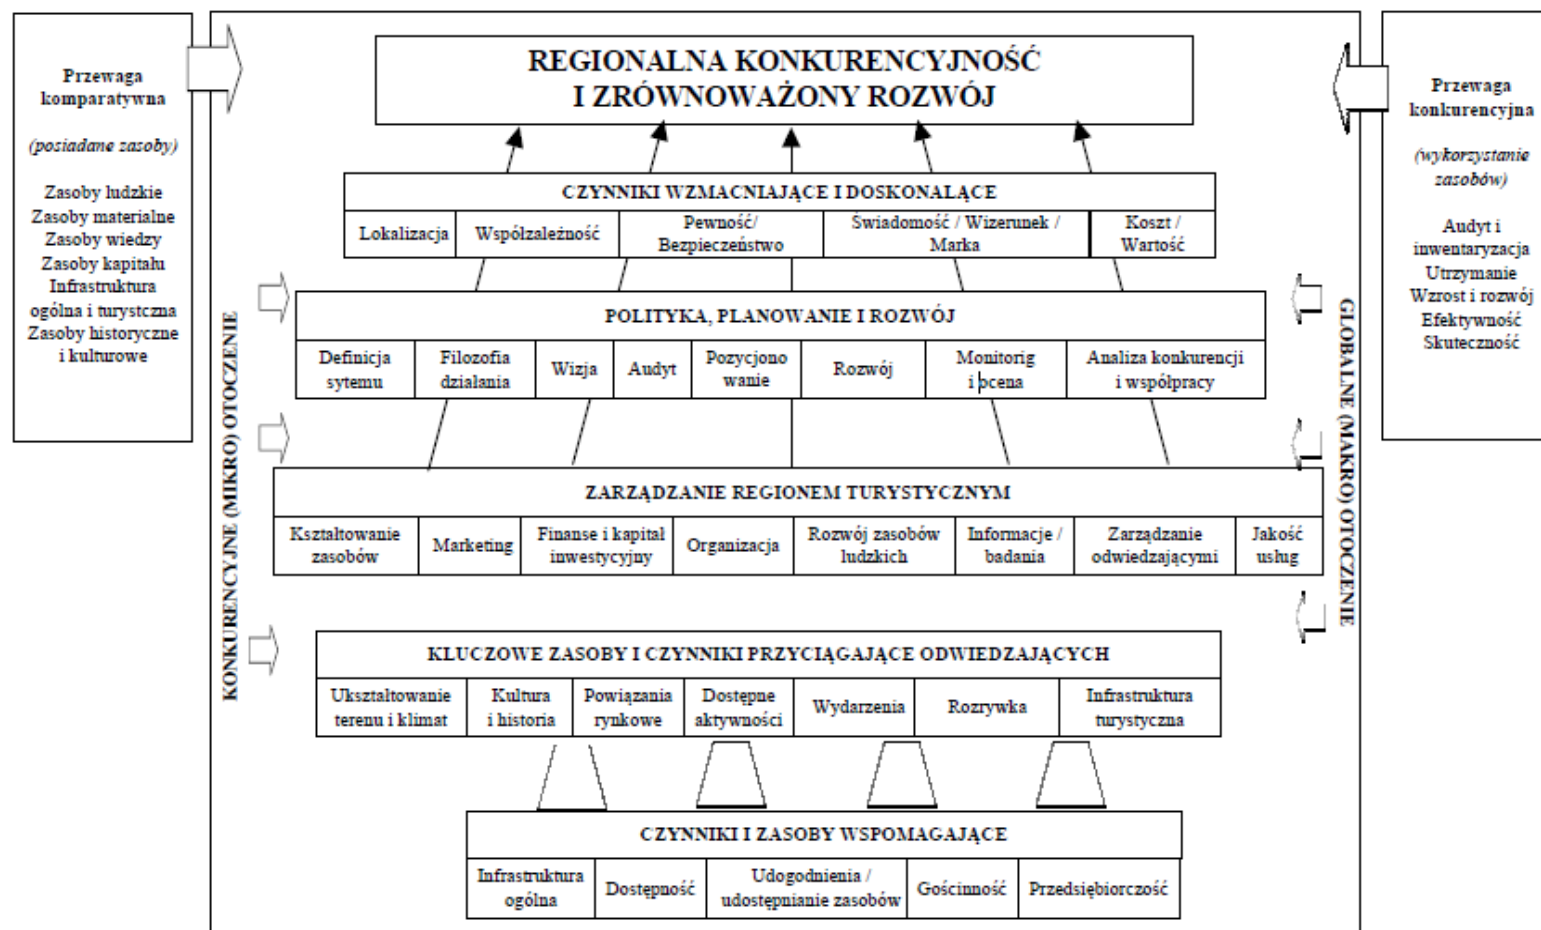 Przewaga
komparatywna
(posiadane zasoby)
Zasoby ludzkie
Zasoby materialne
Zasoby wiedzy
Zasoby kapitału
Infrastruktura
ogólna i turystczna
Zasoby historyczne
i kulturowe
KONKURENCYJNE (MIKRO) OTOCZENIE
REGIONALNA KONKURENCYJNOŚĆ
I ZRÓWNOWAŻONY ROZWÓJ
CZYNNIKI WZMACNIAJĄCE I DOSKONALĄCE
Lokalizacja
Współzależność
Pewność/
Bezpieczeństwo
Świadomość / Wizerunek /
Marka
Koszt /
Wartość
POLITYKA, PLANOWANIE I ROZWÓJ
Definicja
sytemu
Filozofia
działania
Wizja
Audyt
Pozycjono
wanie
Rozwój
Monitorig
i ocena
Analiza konkurencji
i współpracy
ZARZĄDZANIE REGIONEM TURYSTYCZNYM
Kształtowanie
zasobów
Marketing
Finanse i kapitał
inwestycyjny
Organizacja
Rozwój zasobów
ludzkich
Informacje /
badania
Zarządzanie
odwiedzającymi
Jakość
usług
KLUCZOWE ZASOBY I CZYNNIKI PRZYCIĄGAJĄCE ODWIEDZAJĄCYCH
Ukształtowanie
terenu i klimat
Kultura
i historia
Powiązania
rynkowe
Dostępne
aktywności
Wydarzenia
Rozrywka
Infrastruktura
turystyczna
CZYNNIKI I ZASOBY WSPOMAGAJĄCE
Infrastruktura
ogólna
Dostępność
Udogodnienia /
udostępnianie zasobów
Gościnność
Przedsiębiorczość
GLOBALNE (MAKRO) OTOCZENIE
Przewaga
konkurencyjna
(wykorzystanie
zasobów)
Audyt i
inwentaryzacja
Utrzymanie
Wzrost i rozwój
Efektywność
Skuteczność